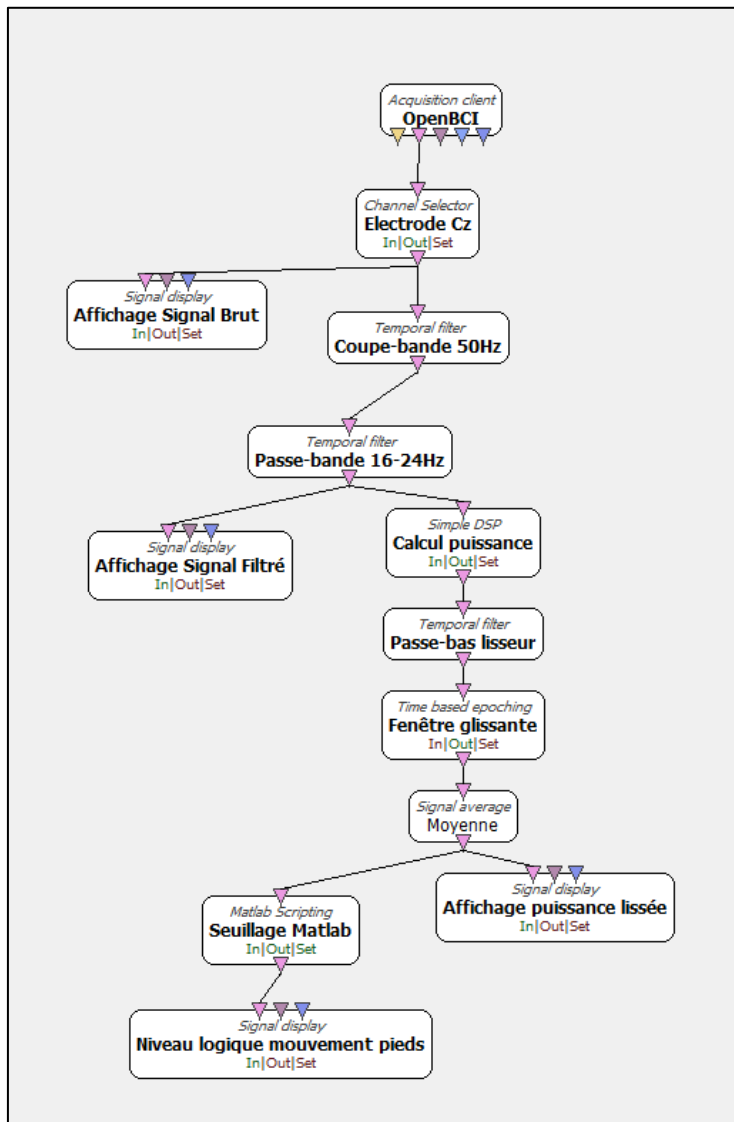 Acquisition client
OpenBCI
Channel Selector
Electrode Cz
In|Out|Set
Signal display
Affichage Signal Brut
In|Out|Set
Temporal filter
Coupe-bande 50Hz
Temporal filter
Passe-bande 16-24Hz
Signal display
Affichage Signal Filtré
In|Out|Set
Simple DSP
Calcul puissance
In|Out|Set
Temporal filter
Passe-bas lisseur
Time based epoching
Fenêtre glissante
In|Out|Set
Signal average
Moyenne
Matlab Scripting
Seuillage Matlab
In|Out|Set
Signal display
Affichage puissance lissée
In|Out|Set
Signal display
Niveau logique mouvement pieds
In|Out|Set